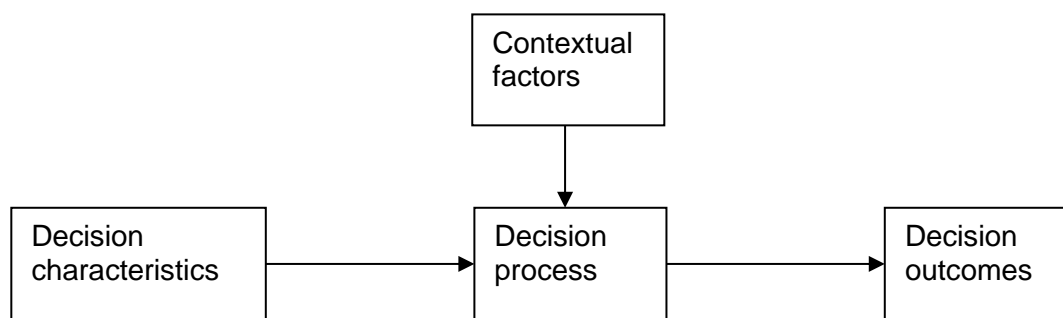 Contextual
factors
Decision
characteristics
Decision
process
Decision
outcomes